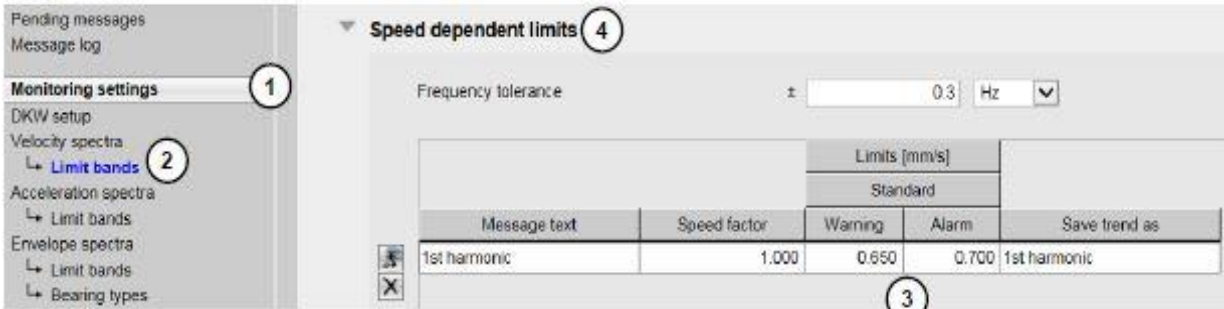 Pending messages
Message log
Monitoring settings 1
DKW setup
Velocity spectra
Limit bands 2
Acceleration spectra
Limit bands
Envelope spectra
Limit bands
Bearing types
Speed dependent limits 4
Frequency tolerance ± 0.3 Hz
Limits [mm/s]
Standard
Message text Speed factor Warning Alarm Save trend as
1st harmonic 1.000 0.650 0.700 1st harmonic
X
3